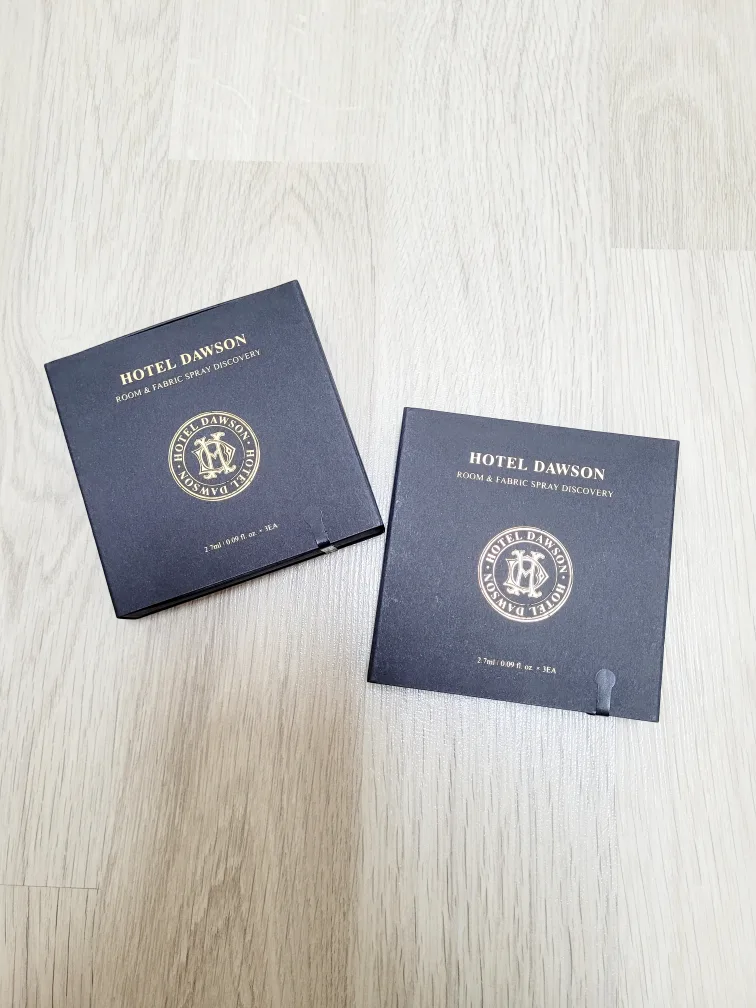 HOTEL DAWSON
ROOM & FABRIC SPRAY DISCOVERY
HOTEL DAWSON · HOTEL DAWSON ·
2.7ml / 0.09 fl. oz. * 3EA
HOTEL DAWSON
ROOM & FABRIC SPRAY DISCOVERY
HOTEL DAWSON · HOTEL DAWSON ·
2.7ml / 0.09 fl. oz. * 3EA